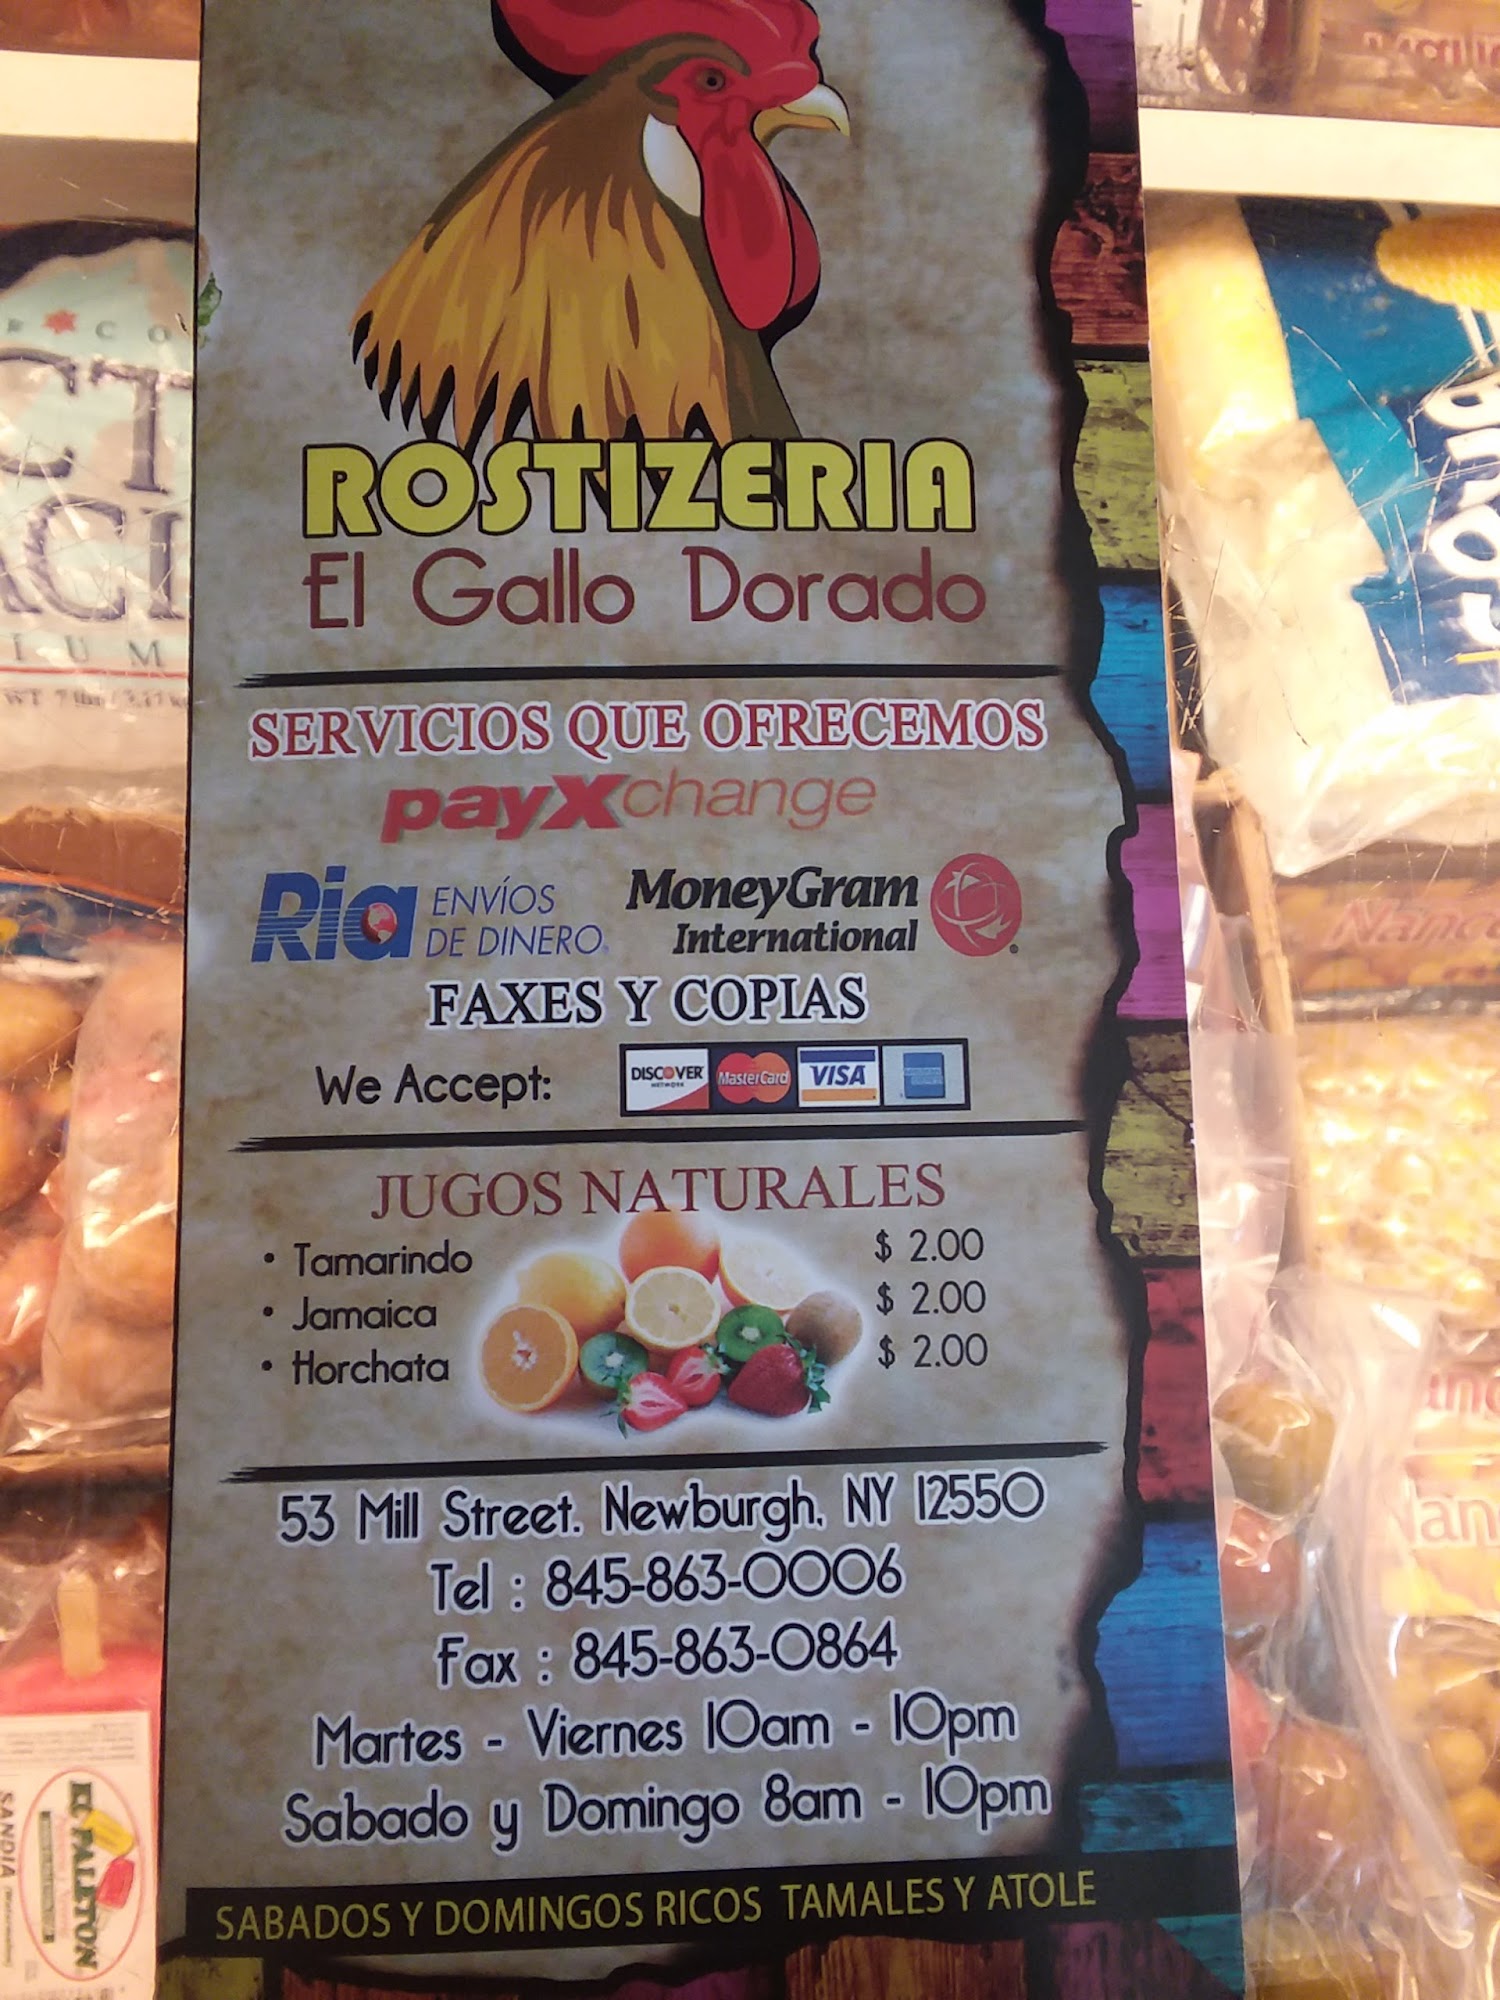 ROSTIZERIA
El Gallo Dorado
SERVICIOS QUE OFRECEMOS
payXchange
Ria ENVÍOS DE DINERO
MoneyGram International
FAXES Y COPIAS
We Accept:
DISCOVER NETWORK MasterCard VISA
JUGOS NATURALES
• Tamarindo $ 2.00
• Jamaica $ 2.00
• Horchata $ 2.00
53 Mill Street. Newburgh, NY 12550
Tel : 845-863-0006
Fax : 845-863-0864
Martes - Viernes 10am - 10pm
Sabado y Domingo 8am - 10pm
SABADOS Y DOMINGOS RICOS TAMALES Y ATOLE
EL PALETON
SANDIA